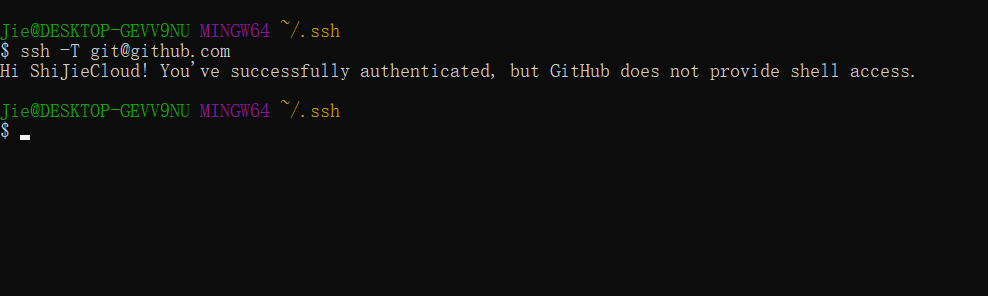 Jie@DESKTOP-GEVV9NU MINGW64 ~/.ssh
$ ssh -T git@github.com
Hi ShiJieCloud! You've successfully authenticated, but GitHub does not provide shell access.
Jie@DESKTOP-GEVV9NU MINGW64 ~/.ssh
$